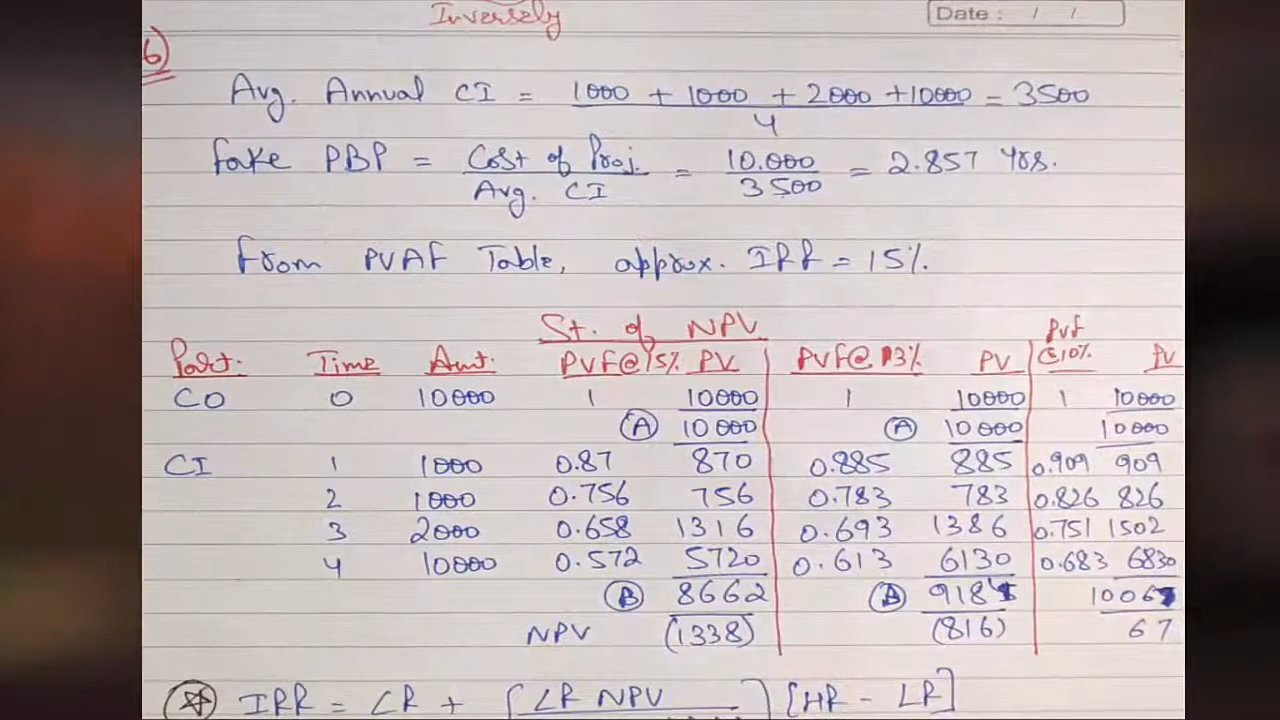 Inversely
Date : / /
6)
Avg. Annual CI = 1000 + 1000 + 2000 + 10000 = 3500
4
fake PBP = Cost of Proj. = 10.000 = 2.857 Yrs.
Avg. CI 3500
from PVAF Table, approx. IRR = 15%.
St. of NPV
Part. Time Amt. PVF@15% PV PVF@13% PV PVF @10% PV
CO 0 10000 1 10000 1 10000 1 10000
(A) 10000 (A) 10000 10000
CI 1 1000 0.87 870 0.885 885 0.909 909
2 1000 0.756 756 0.783 783 0.826 826
3 2000 0.658 1316 0.693 1386 0.751 1502
4 10000 0.572 5720 0.613 6130 0.683 6830
(B) 8662 (B) 9184 10067
NPV (1338) (816) 67
IRR = LR + [LR NPV ] [HR - LR]